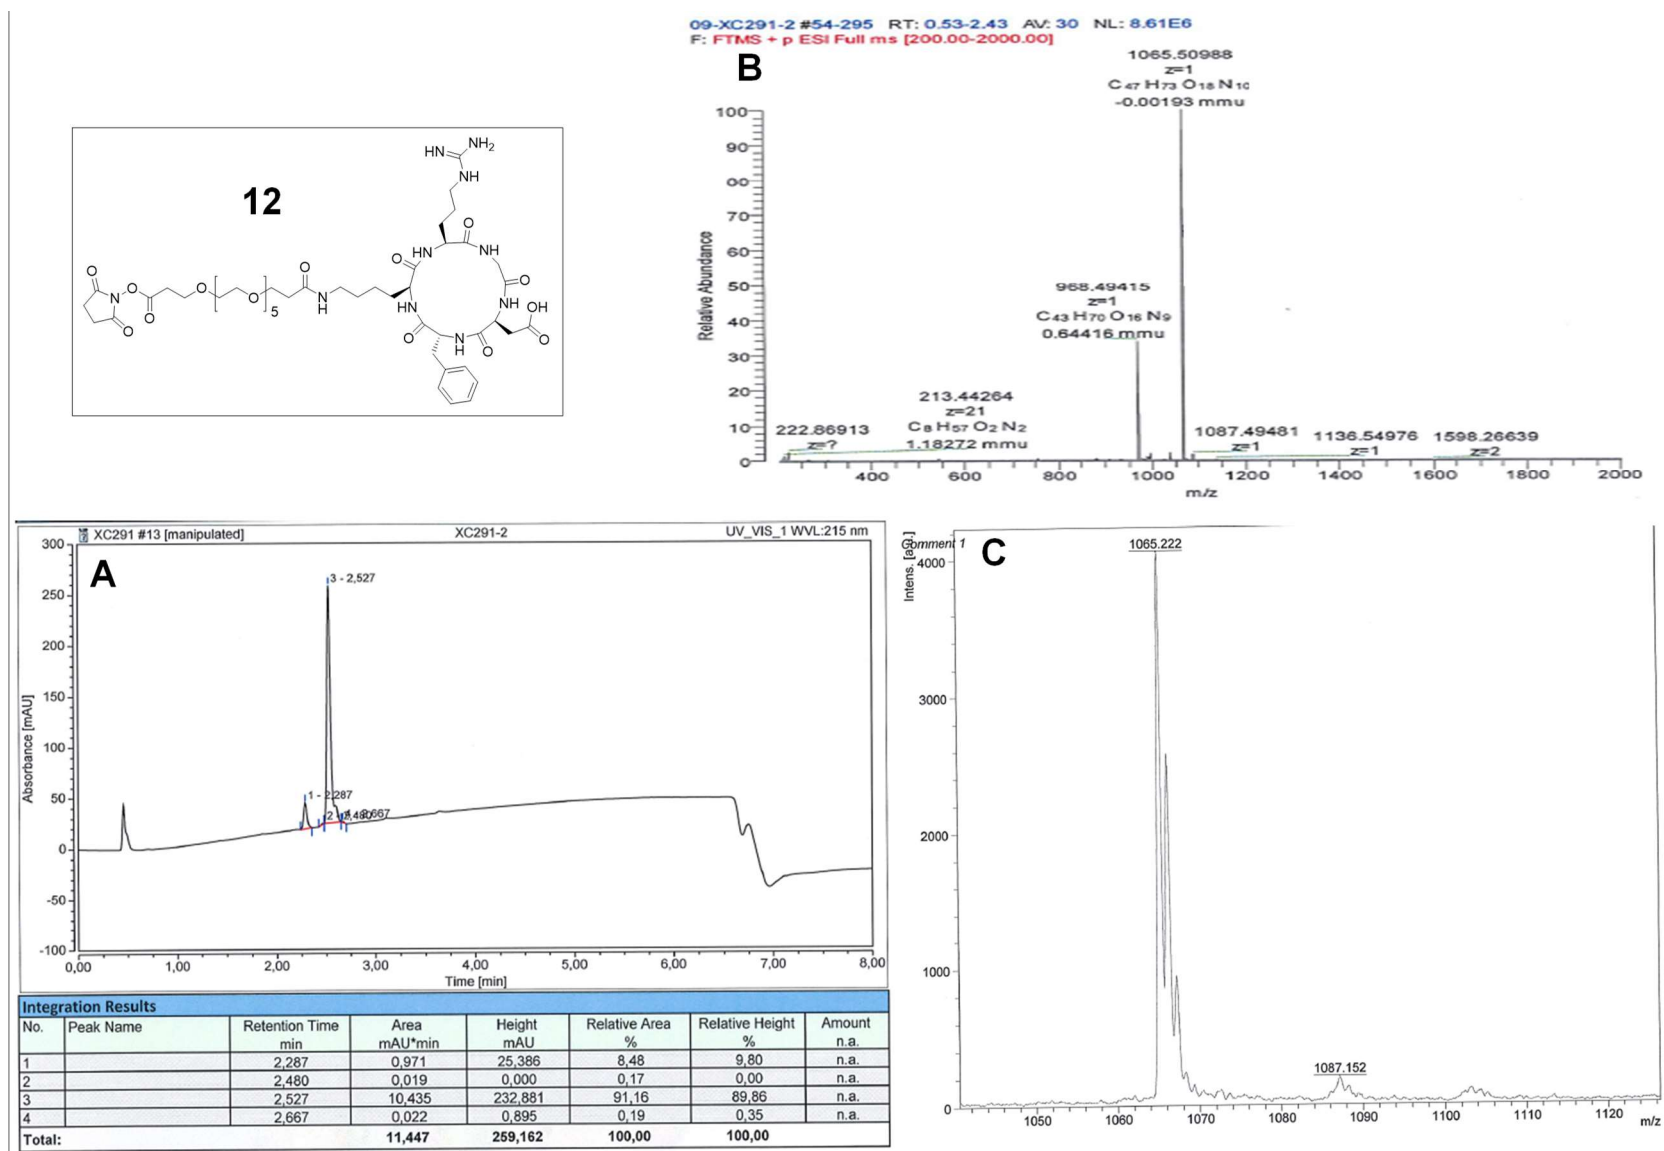 09-XC291-2 #54-295 RT: 0.53-2.43 AV: 30 NL: 8.61E6
F: FTMS + p ESI Full ms [200.00-2000.00]
B
1065.50988
z=1
C47 H73 O18 N10
-0.00193 mmu
968.49415
z=1
C43 H70 O16 N9
0.64416 mmu
213.44264
z=21
C8 H57 O2 N2
1.18272 mmu
222.86913
z=?
1087.49481
z=1
1136.54976
z=1
1598.26639
z=2
Relative Abundance
100
90
70
60
50
40
30
20
10
0
400 600 800 1000 1200 1400 1600 1800 2000
m/z
12
HN NH2
NH
O
HN NH
O
O
O
N O
O
O
O
O
5
O
N
H
HN
O
NH
OH
O
O
N
H
O
XC291 #13 [manipulated] XC291-2 UV_VIS_1 WVL:215 nm
A
Absorbance [mAU]
300
250
200
150
100
50
0
-50
-100
3 - 2,527
1 - 2,287
0,00 1,00 2,00 3,00 4,00 5,00 6,00 7,00 8,00
Time [min]
Integration Results
No. Peak Name Retention Time Area Height Relative Area Relative Height Amount
min mAU*min mAU % % n.a.
1 2,287 0,971 25,386 8,48 9,80 n.a.
2 2,480 0,019 0,000 0,17 0,00 n.a.
3 2,527 10,435 232,881 91,16 89,86 n.a.
4 2,667 0,022 0,895 0,19 0,35 n.a.
Total: 11,447 259,162 100,00 100,00
Comment 1
C
Intens. [a.u.]
4000
3000
2000
1000
0
1065.222
1087.152
1050 1060 1070 1080 1090 1100 1110 1120
m/z